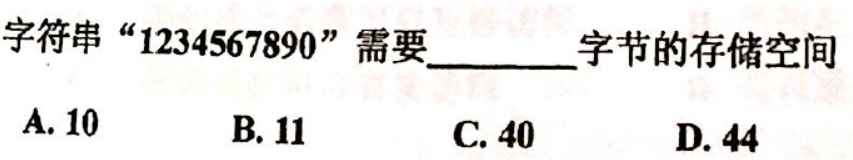 字符串“1234567890”需要________字节的存储空间
A. 10 B. 11 C. 40 D. 44